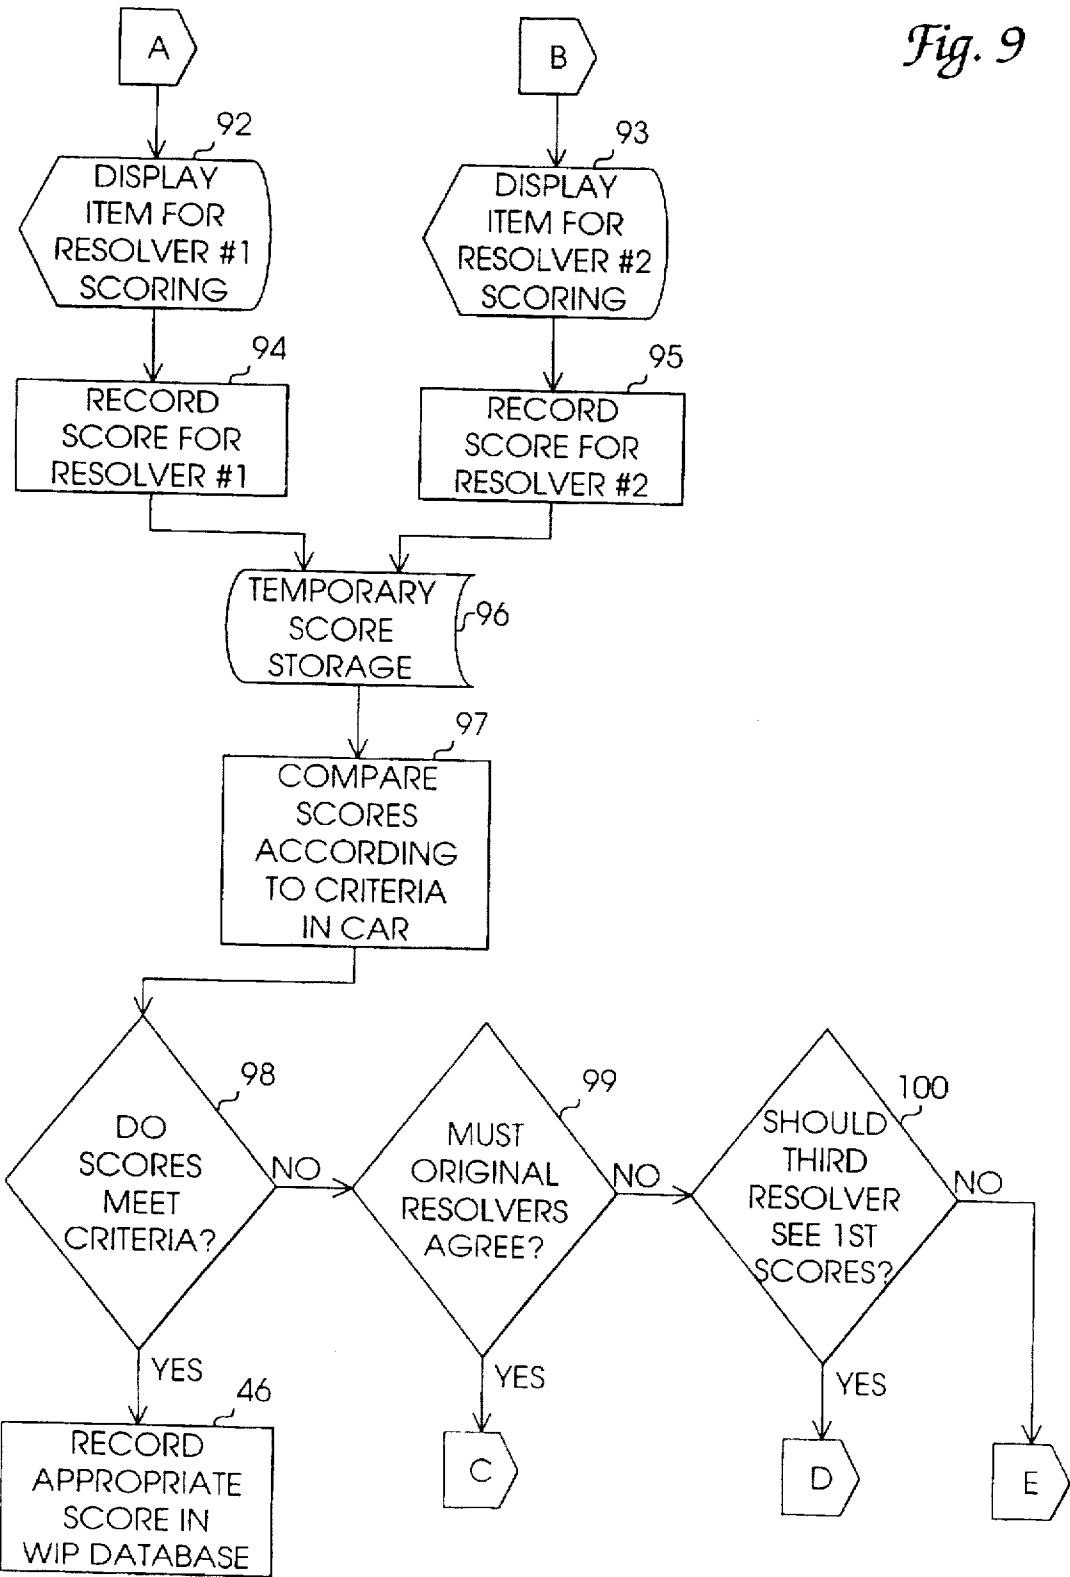 Fig. 9
A
B
92
DISPLAY
ITEM FOR
RESOLVER #1
SCORING
93
DISPLAY
ITEM FOR
RESOLVER #2
SCORING
94
RECORD
SCORE FOR
RESOLVER #1
95
RECORD
SCORE FOR
RESOLVER #2
TEMPORARY
SCORE
STORAGE
96
97
COMPARE
SCORES
ACCORDING
TO CRITERIA
IN CAR
98
DO
SCORES
MEET
CRITERIA?
NO
YES
99
MUST
ORIGINAL
RESOLVERS
AGREE?
NO
YES
100
SHOULD
THIRD
RESOLVER
SEE 1ST
SCORES?
NO
YES
46
RECORD
APPROPRIATE
SCORE IN
WIP DATABASE
C
D
E